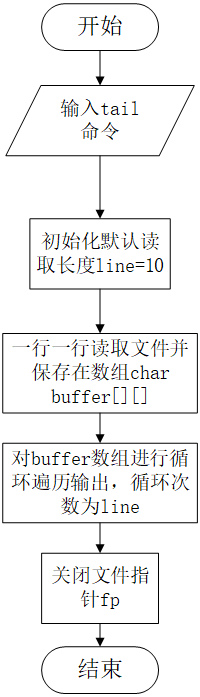 开始
输入tail
命令
初始化默认读
取长度line=10
一行一行读取文件并
保存在数组char
buffer[][]
对buffer数组进行循
环遍历输出，循环次
数为line
关闭文件指
针fp
结束